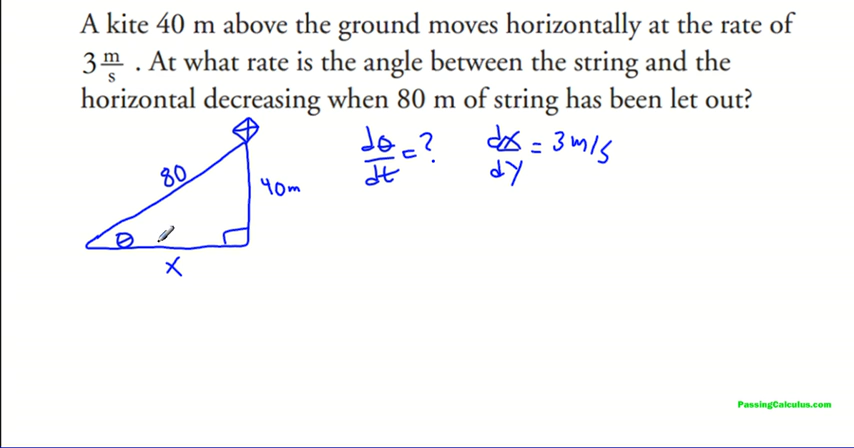 A kite 40 m above the ground moves horizontally at the rate of
3 m/s . At what rate is the angle between the string and the
horizontal decreasing when 80 m of string has been let out?
dθ/dt = ? dx/dy = 3 m/s
80
40m
θ
x
PassingCalculus.com